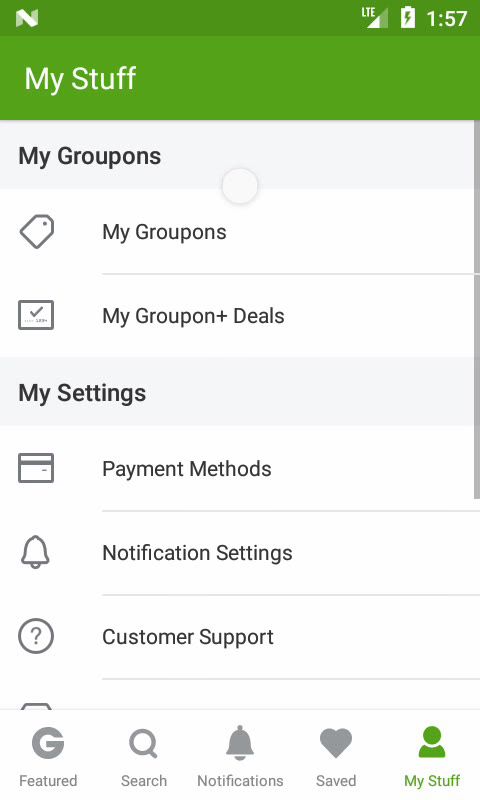 LTE 1:57
My Stuff
My Groupons
My Groupons
My Groupon+ Deals
My Settings
Payment Methods
Notification Settings
? Customer Support
Featured Search Notifications Saved My Stuff